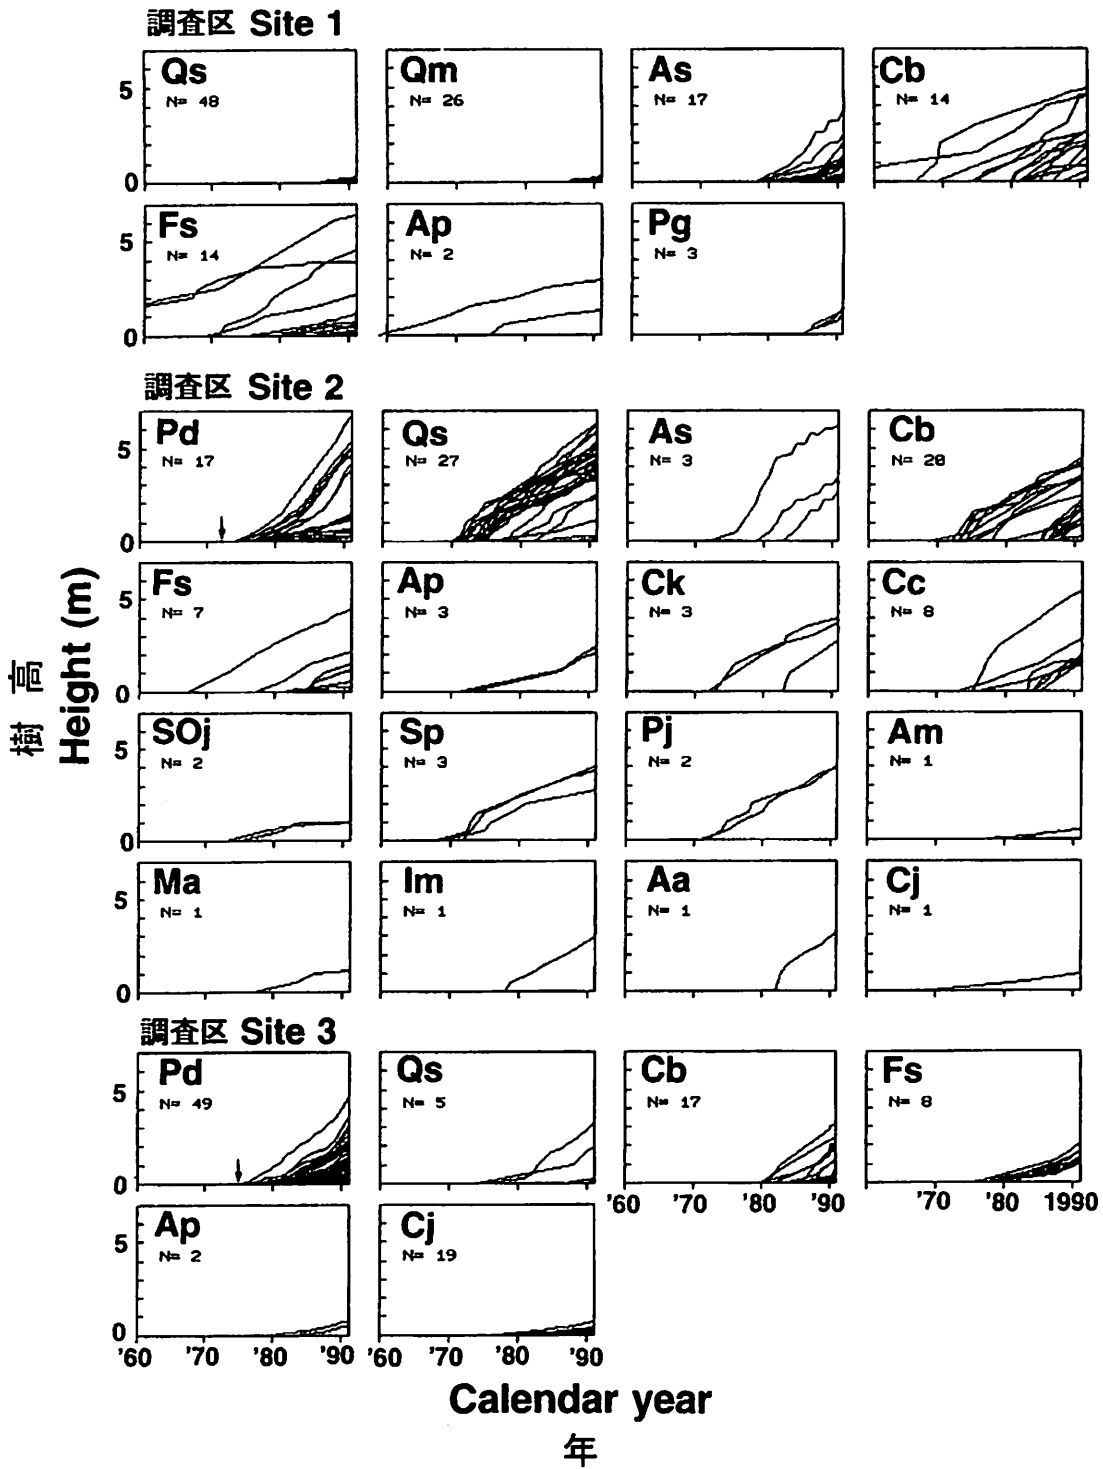 調査区 Site 1
Qs Qm As Cb
N= 48 N= 26 N= 17 N= 14
5
0
Fs Ap Pg
N= 14 N= 2 N= 3
5
0
調査区 Site 2
Pd Qs As Cb
N= 17 N= 27 N= 3 N= 20
5
0
Fs Ap Ck Cc
N= 7 N= 3 N= 3 N= 8
5
0
樹高
Height (m)
SOj Sp Pj Am
N= 2 N= 3 N= 2 N= 1
5
0
Ma Im Aa Cj
N= 1 N= 1 N= 1 N= 1
5
0
調査区 Site 3
Pd Qs Cb Fs
N= 49 N= 5 N= 17 N= 8
5
0
'60 '70 '80 '90 '70 '80 1990
Ap Cj
N= 2 N= 19
5
0
'60 '70 '80 '90 '60 '70 '80 '90
Calendar year
年